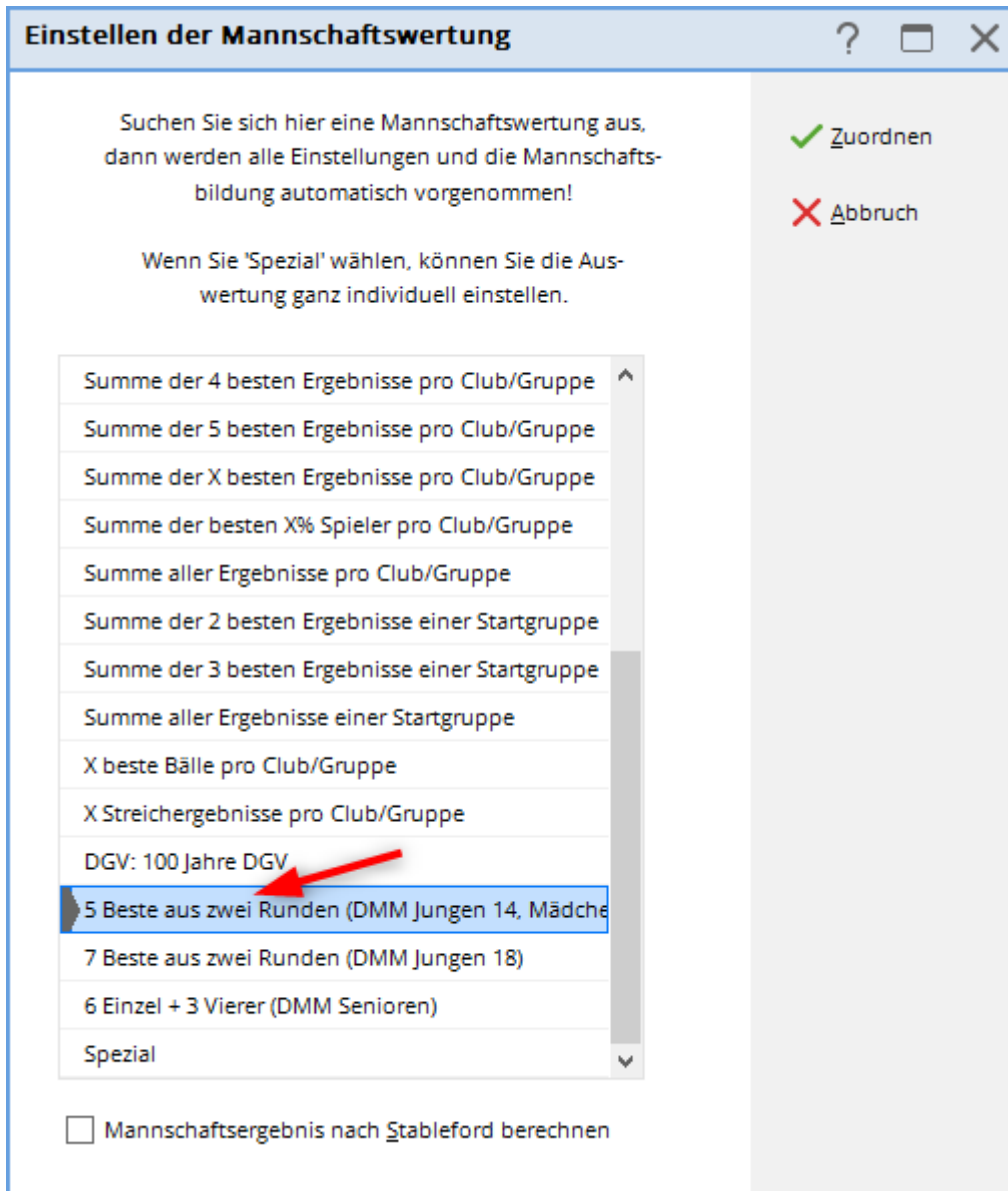 Einstellen der Mannschaftswertung
Suchen Sie sich hier eine Mannschaftswertung aus,
dann werden alle Einstellungen und die Mannschafts-
bildung automatisch vorgenommen!
Wenn Sie 'Spezial' wählen, können Sie die Aus-
wertung ganz individuell einstellen.
Zuordnen
Abbruch
Summe der 4 besten Ergebnisse pro Club/Gruppe
Summe der 5 besten Ergebnisse pro Club/Gruppe
Summe der X besten Ergebnisse pro Club/Gruppe
Summe der besten X% Spieler pro Club/Gruppe
Summe aller Ergebnisse pro Club/Gruppe
Summe der 2 besten Ergebnisse einer Startgruppe
Summe der 3 besten Ergebnisse einer Startgruppe
Summe aller Ergebnisse einer Startgruppe
X beste Bälle pro Club/Gruppe
X Streichergebnisse pro Club/Gruppe
DGV: 100 Jahre DGV
5 Beste aus zwei Runden (DMM Jungen 14, Mädche
7 Beste aus zwei Runden (DMM Jungen 18)
6 Einzel + 3 Vierer (DMM Senioren)
Spezial
Mannschaftsergebnis nach Stableford berechnen